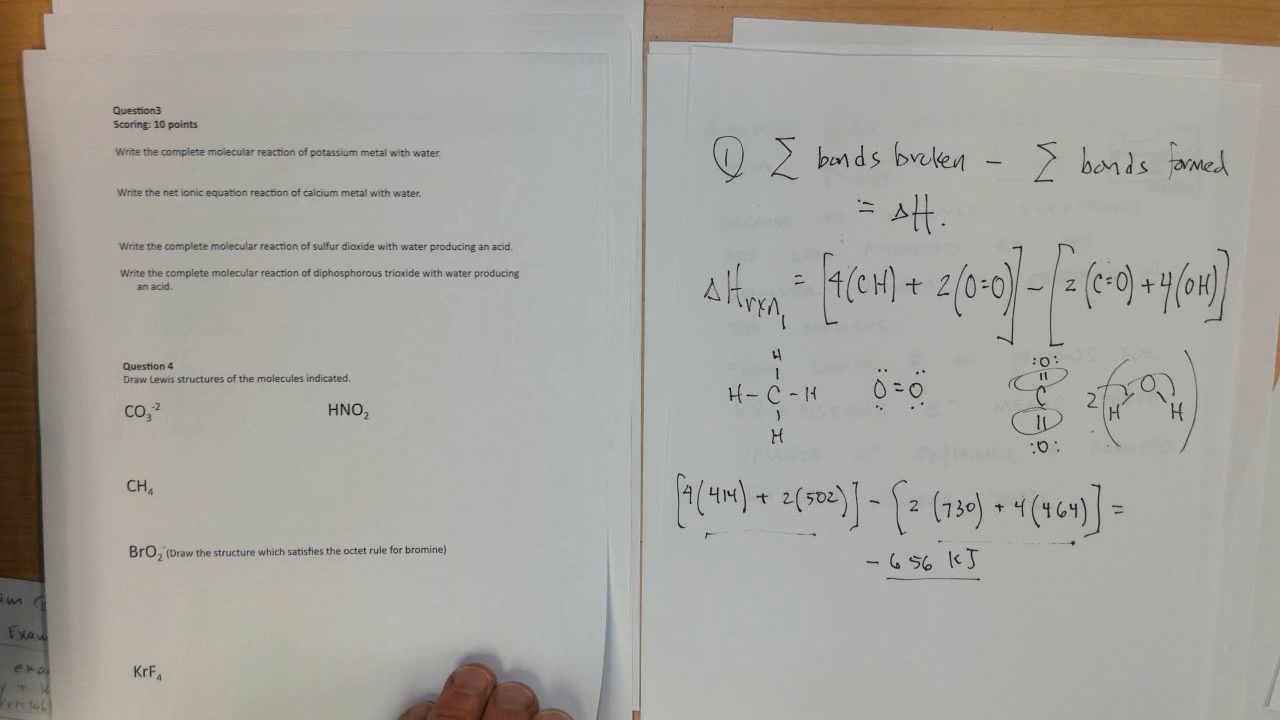 Question3
Scoring: 10 points
Write the complete molecular reaction of potassium metal with water.
Write the net ionic equation reaction of calcium metal with water.
Write the complete molecular reaction of sulfur dioxide with water producing an acid.
Write the complete molecular reaction of diphosphorous trioxide with water producing
an acid.
Question 4
Draw Lewis structures of the molecules indicated.
CO₃⁻² HNO₂
CH₄
BrO₂⁻ (Draw the structure which satisfies the octet rule for bromine)
KrF₄
① Σ bonds broken – Σ bonds formed
= ΔH.
ΔHrxn₁ = [4(CH) + 2(O=O)] – [2(C=O) + 4(OH)]
H
H–C–H O=O
H
:O:
C
:O:
2(H O H)
[4(414) + 2(502)] – [2(730) + 4(464)] =
– 656 KJ
Exam